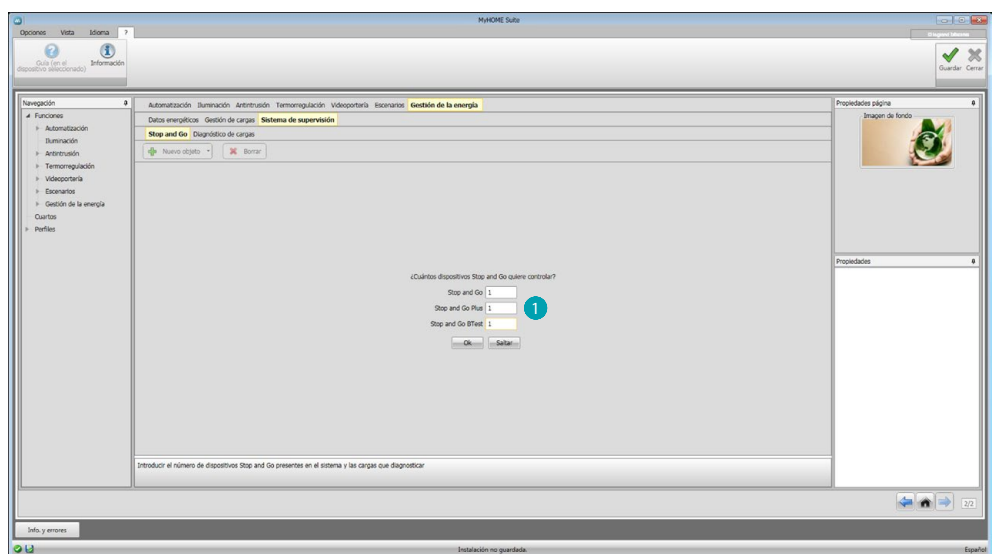 MyHOME Suite
Opciones Vista Idioma ?
Guía (en el dispositivo seleccionado)
Información
Guardar Cerrar
Navegación
Funciones
Automatización
Iluminación
Antintrusión
Termorregulación
Videoportería
Escenarios
Gestión de la energía
Cuartos
Perfiles
Automatización Iluminación Antintrusión Termorregulación Videoportería Escenarios Gestión de la energía
Datos energéticos Gestión de cargas Sistema de supervisión
Stop and Go Diagnóstico de cargas
Nuevo objeto Borrar
¿Cuántos dispositivos Stop and Go quiere controlar?
Stop and Go 1
Stop and Go Plus 1
1
Stop and Go BTest 1
Ok Saltar
Introducir el número de dispositivos Stop and Go presentes en el sistema y las cargas que diagnosticar
Propiedades página
Imagen de fondo
Propiedades
2/2
Info. y errores
Instalación no guardada.
Español